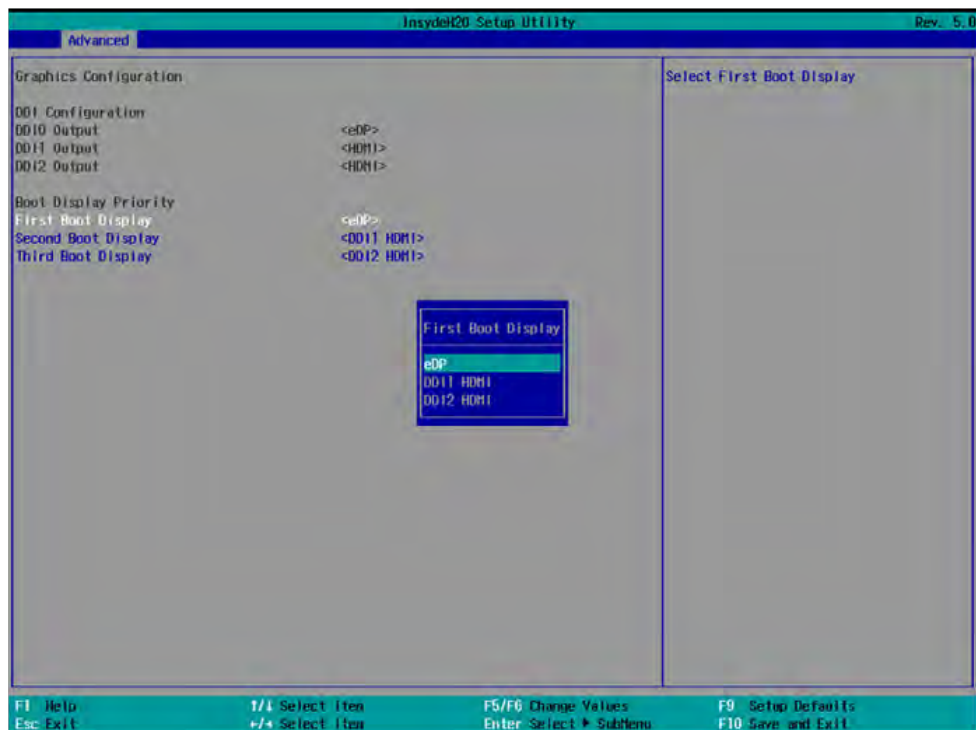 InsydeH20 Setup Utility Rev. 5.0
Advanced
Graphics Configuration
Select First Boot Display
DDI Configuration
DDI0 Output <eDP>
DDI1 Output <HDMI>
DDI2 Output <HDMI>
Boot Display Priority
First Boot Display <eDP>
Second Boot Display <DDI1 HDMI>
Third Boot Display <DDI2 HDMI>
First Boot Display
eDP
DDI1 HDMI
DDI2 HDMI
F1 Help ↑/↓ Select Item F5/F6 Change Values F9 Setup Defaults
Esc Exit ←/→ Select Item Enter Select ▶ SubMenu F10 Save and Exit